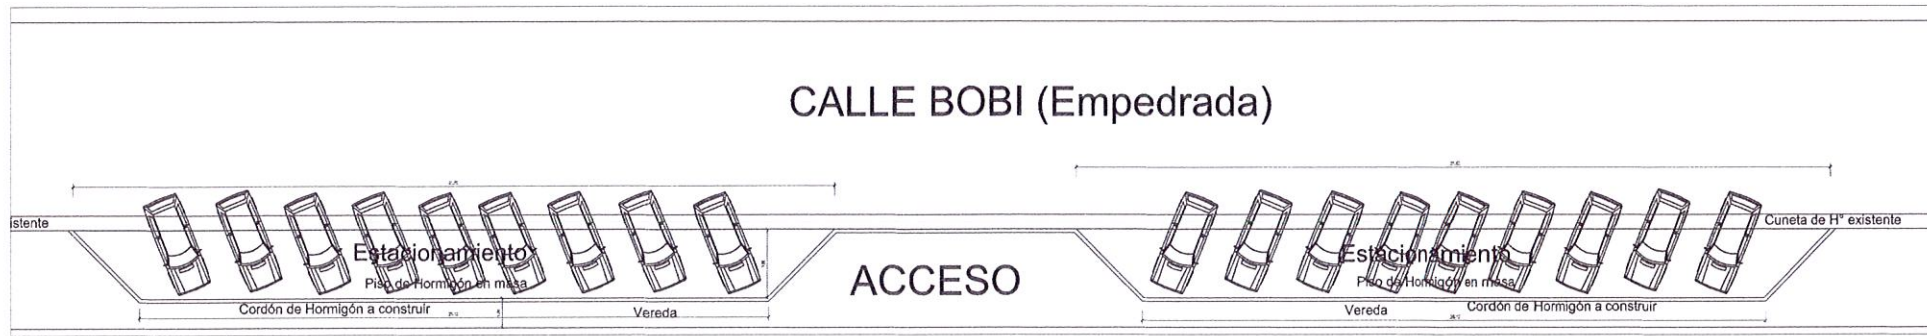 CALLE BOBI (Empedrada)
istente
Cuneta de H° existente
Estacionamiento
Estacionamiento
Piso de Hormigón en masa
Piso de Hormigón en masa
ACCESO
Cordón de Hormigón a construir
Vereda
Vereda
Cordón de Hormigón a construir